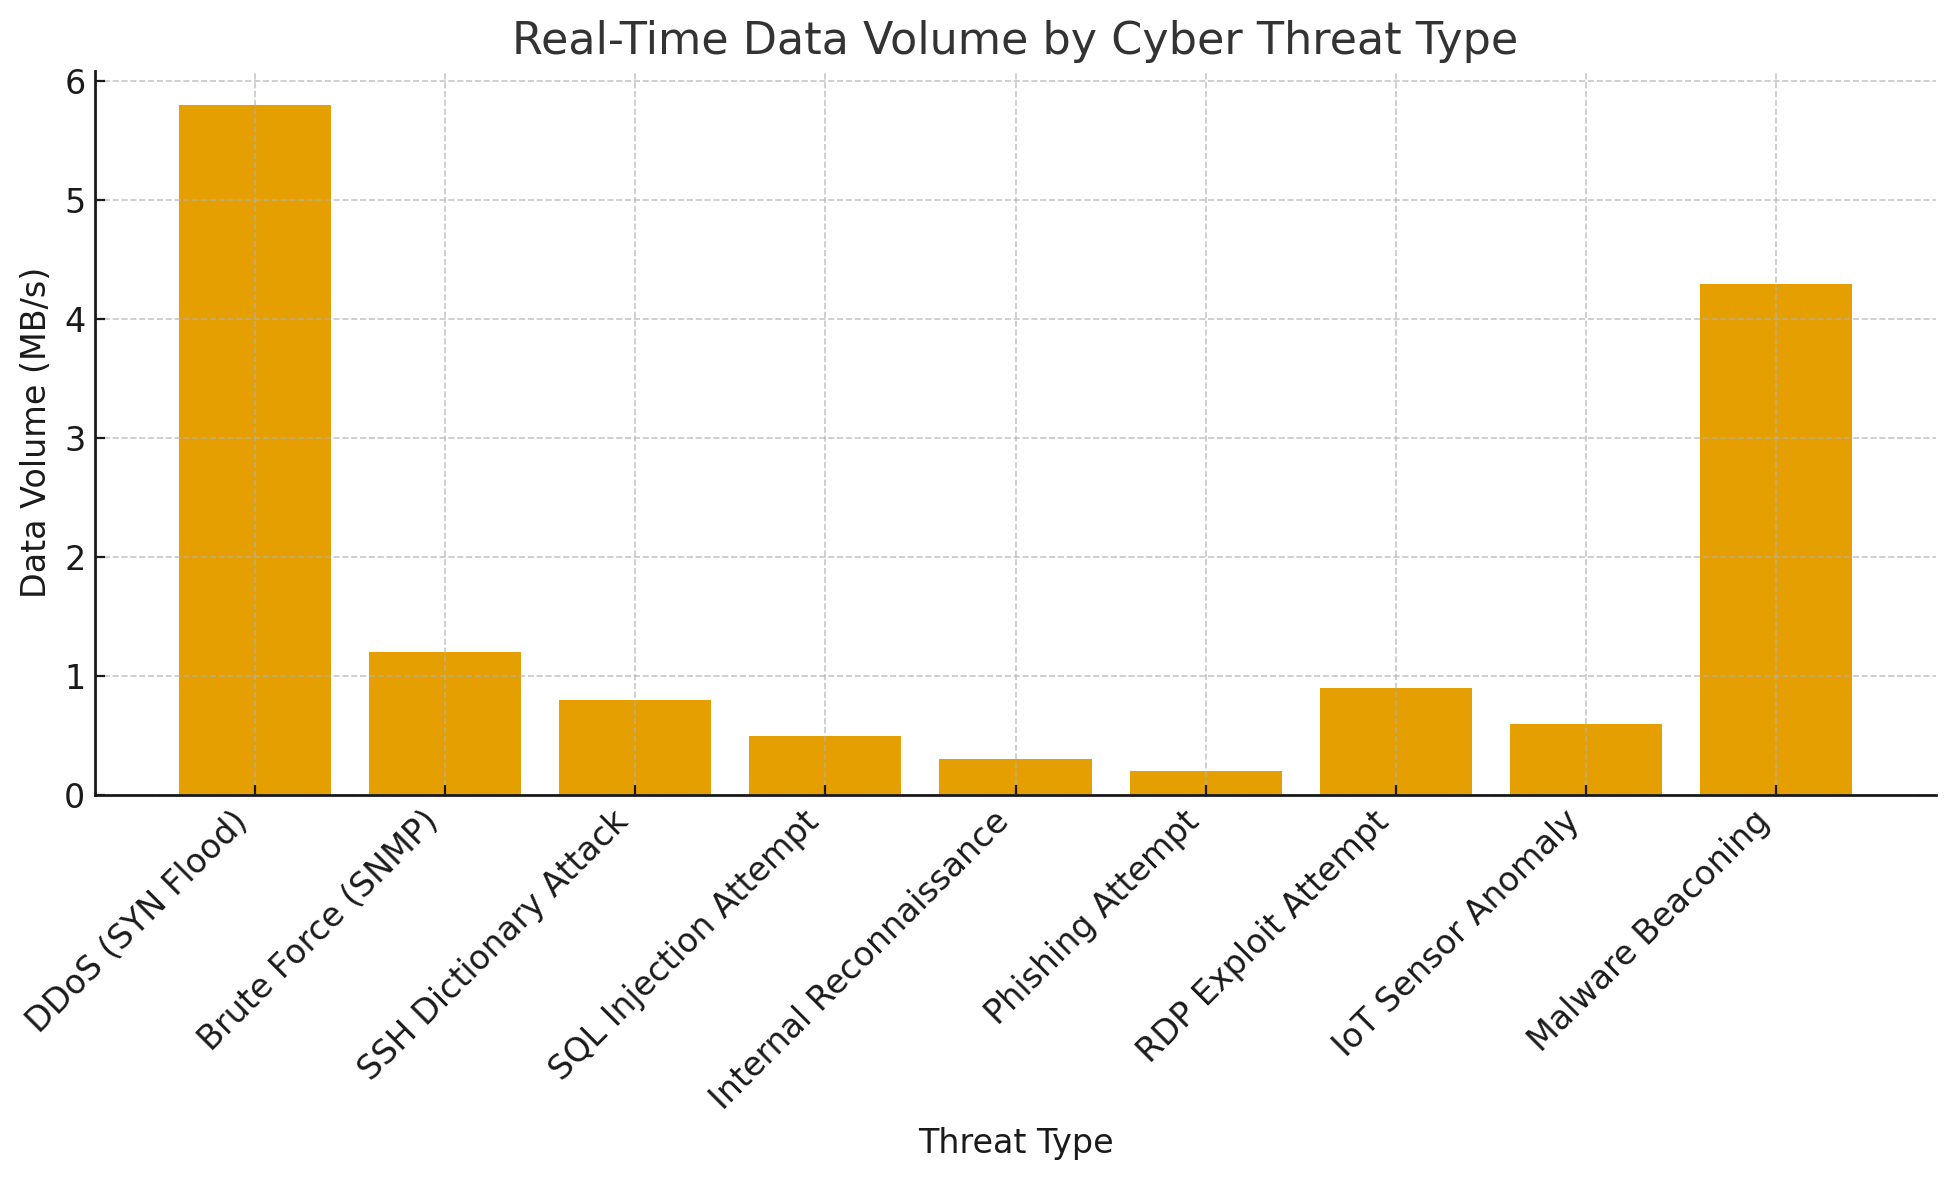 Real-Time Data Volume by Cyber Threat Type
Data Volume (MB/s)
6
5
4
3
2
1
0
DDoS (SYN Flood)
Brute Force (SNMP)
SSH Dictionary Attack
SQL Injection Attempt
Internal Reconnaissance
Phishing Attempt
RDP Exploit Attempt
IoT Sensor Anomaly
Malware Beaconing
Threat Type